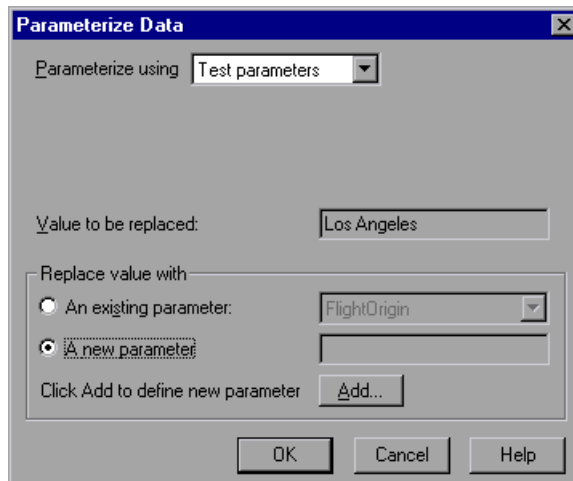 Parameterize Data
Parameterize using Test parameters
Value to be replaced: Los Angeles
Replace value with
An existing parameter: FlightOrigin
A new parameter
Click Add to define new parameter Add...
OK Cancel Help